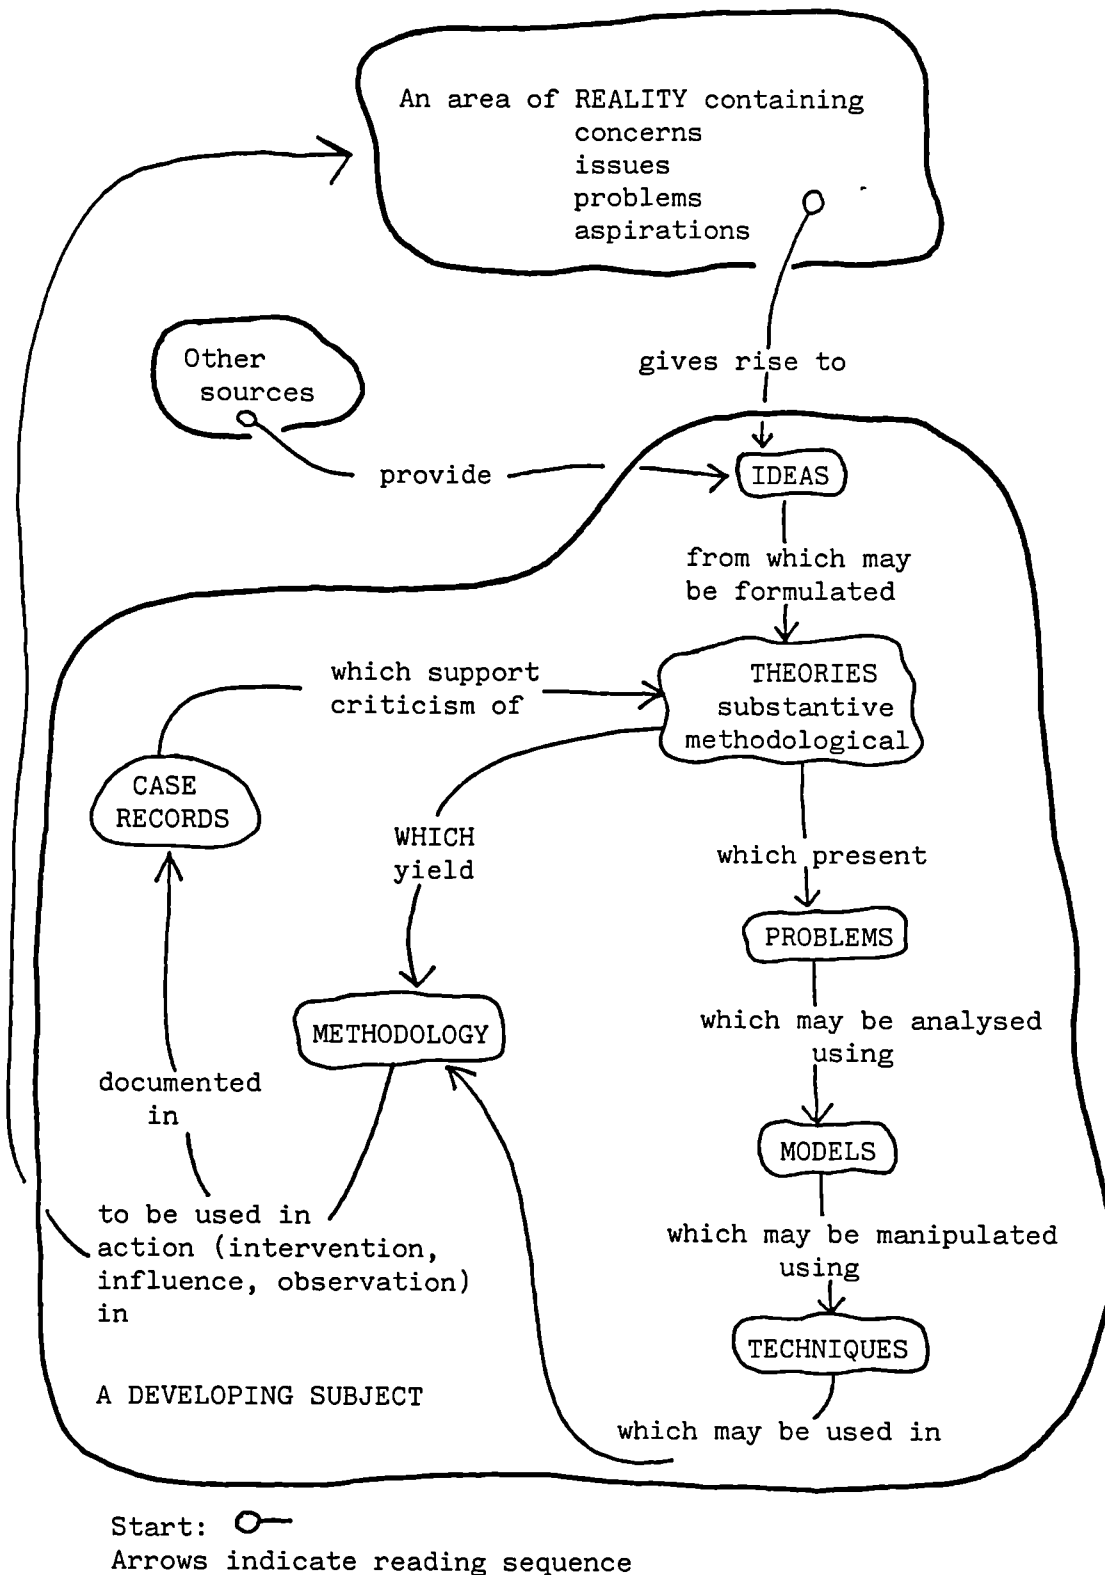 An area of REALITY containing
concerns
issues
problems
aspirations
gives rise to
Other
sources
provide
IDEAS
from which may
be formulated
THEORIES
substantive
methodological
which support
criticism of
CASE
RECORDS
WHICH
yield
which present
PROBLEMS
METHODOLOGY
which may be analysed
using
documented
in
MODELS
to be used in
action (intervention,
influence, observation)
in
which may be manipulated
using
TECHNIQUES
A DEVELOPING SUBJECT
which may be used in
Start:
Arrows indicate reading sequence